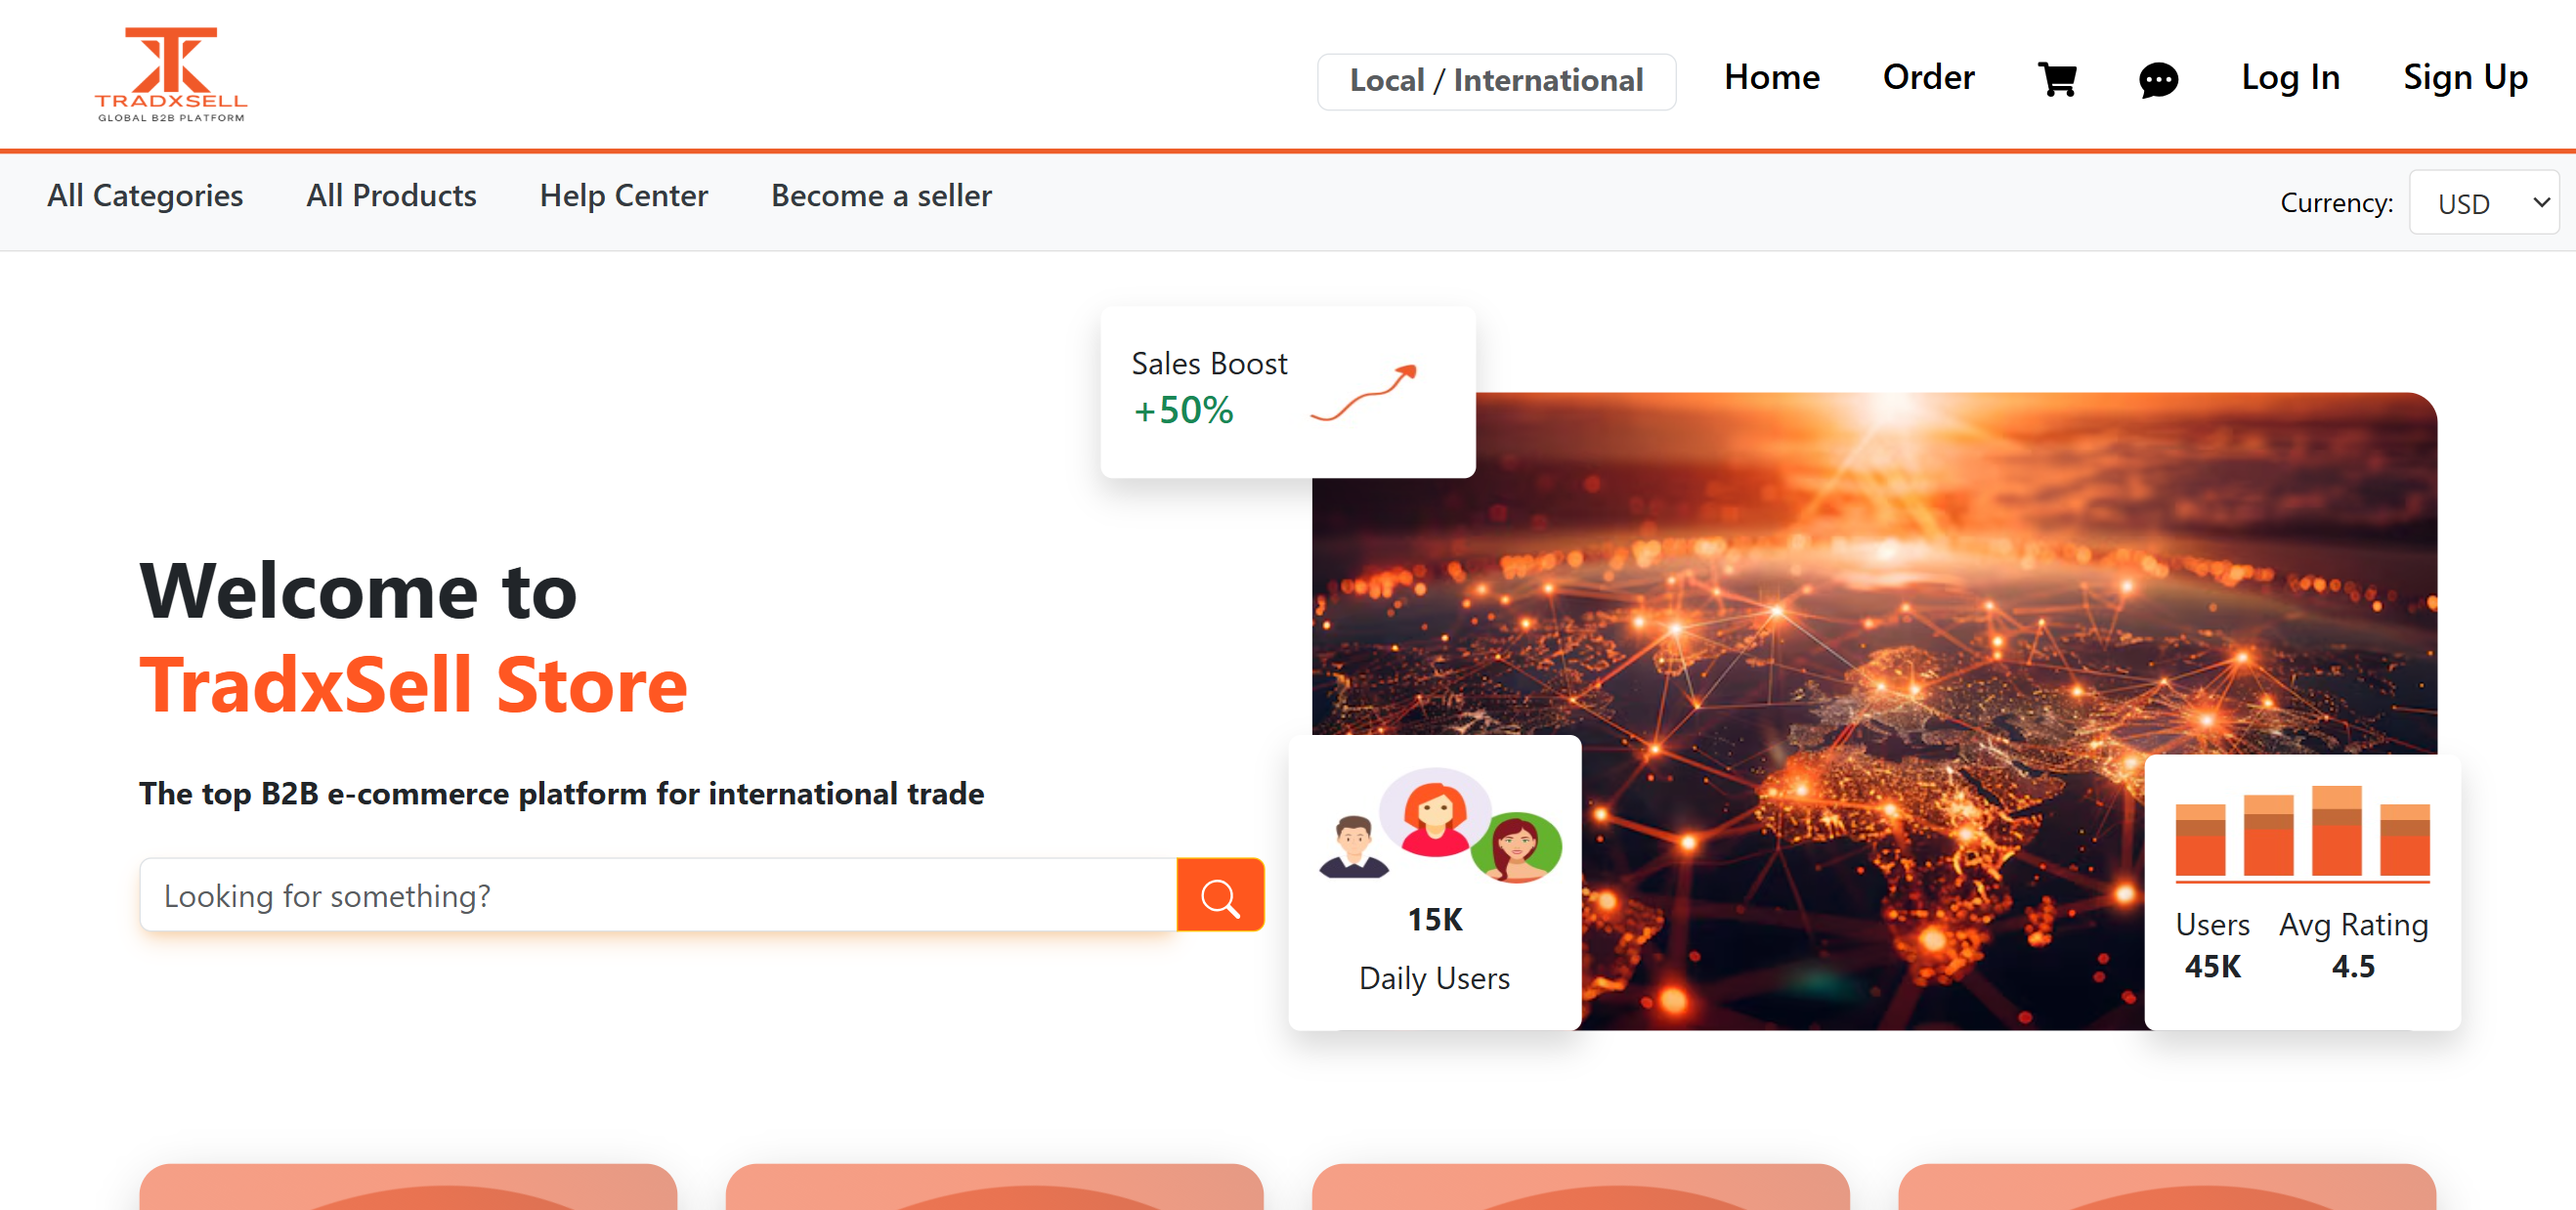 TRADXSELL
GLOBAL B2B PLATFORM
Local / International
Home
Order
Log In
Sign Up
All Categories
All Products
Help Center
Become a seller
Currency:
USD
Sales Boost
+50%
Welcome to
TradxSell Store
The top B2B e-commerce platform for international trade
Looking for something?
15K
Daily Users
Users
45K
Avg Rating
4.5